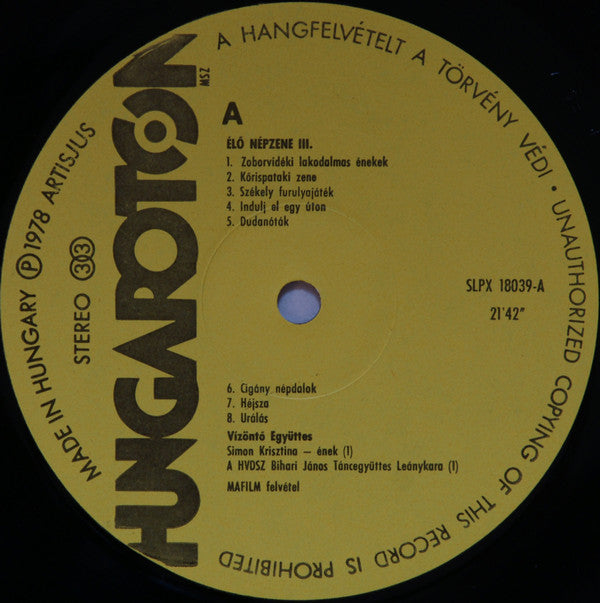 MADE IN HUNGARY Ⓟ 1978 ARTISJUS
A HANGFELVÉTELT A TÖRVÉNY VÉDI • UNAUTHORIZED COPYING OF THIS RECORD IS PROHIBITED
STEREO 33
HUNGAROTON
MSZ
A
ÉLŐ NÉPZENE III.
1. Zoborvidéki lakodalmas énekek
2. Kőrispataki zene
3. Székely furulyajáték
4. Indulj el egy úton
5. Dudanóták
SLPX 18039-A
21'42"
6. Cigány népdalok
7. Héjsza
8. Urálás
Vízöntő Együttes
Simon Krisztina – ének (1)
A HVDSZ Bihari János Táncegyüttes Leánykara (1)
MAFILM felvétel